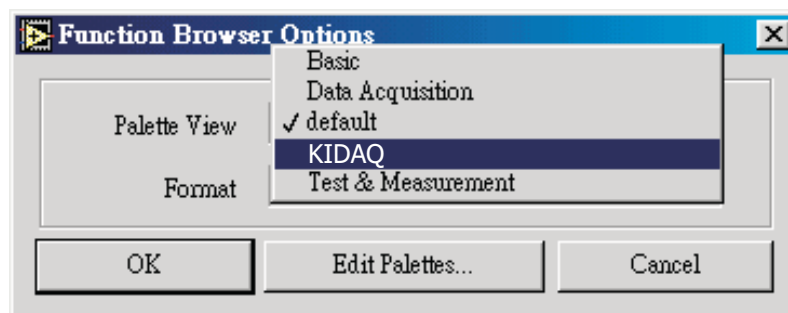 Function Browser Options
Basic
Data Acquisition
Palette View
✓ default
KIDAQ
Format
Test & Measurement
OK
Edit Palettes...
Cancel